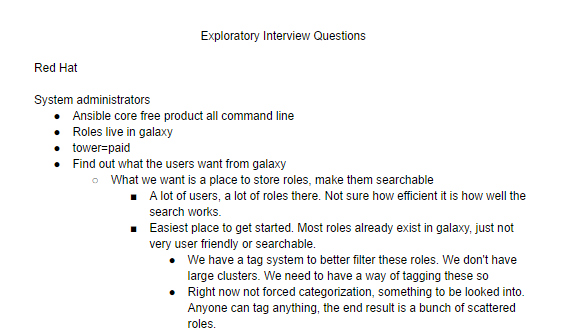 Exploratory Interview Questions
Red Hat
System administrators
● Ansible core free product all command line
● Roles live in galaxy
● tower=paid
● Find out what the users want from galaxy
○ What we want is a place to store roles, make them searchable
■ A lot of users, a lot of roles there. Not sure how efficient it is how well the
search works.
■ Easiest place to get started. Most roles already exist in galaxy, just not
very user friendly or searchable.
● We have a tag system to better filter these roles. We don't have
large clusters. We need to have a way of tagging these so
● Right now not forced categorization, something to be looked into.
Anyone can tag anything, the end result is a bunch of scattered
roles.